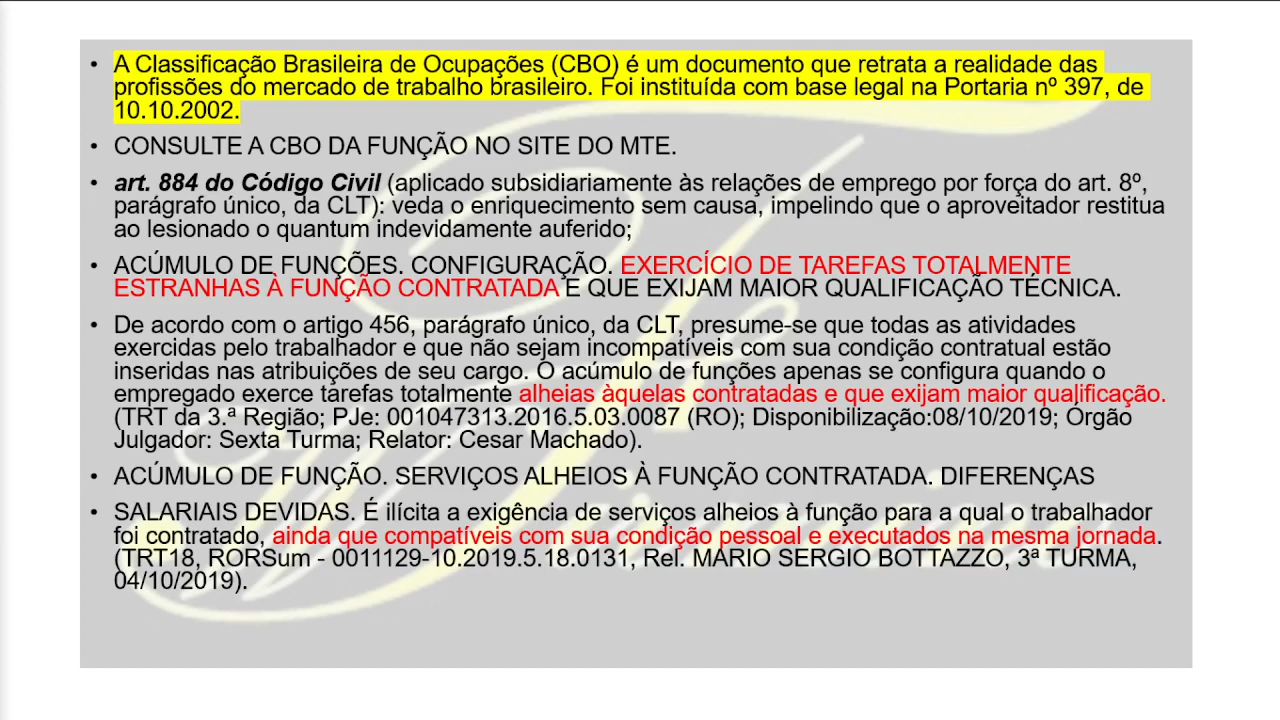 • A Classificação Brasileira de Ocupações (CBO) é um documento que retrata a realidade das
profissões do mercado de trabalho brasileiro. Foi instituída com base legal na Portaria nº 397, de
10.10.2002.
• CONSULTE A CBO DA FUNÇÃO NO SITE DO MTE.
• art. 884 do Código Civil (aplicado subsidiariamente às relações de emprego por força do art. 8º,
parágrafo único, da CLT): veda o enriquecimento sem causa, impelindo que o aproveitador restitua
ao lesionado o quantum indevidamente auferido;
• ACÚMULO DE FUNÇÕES. CONFIGURAÇÃO. EXERCÍCIO DE TAREFAS TOTALMENTE
ESTRANHAS À FUNÇÃO CONTRATADA E QUE EXIJAM MAIOR QUALIFICAÇÃO TÉCNICA.
• De acordo com o artigo 456, parágrafo único, da CLT, presume-se que todas as atividades
exercidas pelo trabalhador e que não sejam incompatíveis com sua condição contratual estão
inseridas nas atribuições de seu cargo. O acúmulo de funções apenas se configura quando o
empregado exerce tarefas totalmente alheias àquelas contratadas e que exijam maior qualificação.
(TRT da 3.ª Região; PJe: 001047313.2016.5.03.0087 (RO); Disponibilização:08/10/2019; Órgão
Julgador: Sexta Turma; Relator: Cesar Machado).
• ACÚMULO DE FUNÇÃO. SERVIÇOS ALHEIOS À FUNÇÃO CONTRATADA. DIFERENÇAS
• SALARIAIS DEVIDAS. É ilícita a exigência de serviços alheios à função para a qual o trabalhador
foi contratado, ainda que compatíveis com sua condição pessoal e executados na mesma jornada.
(TRT18, RORSum - 0011129-10.2019.5.18.0131, Rel. MARIO SERGIO BOTTAZZO, 3ª TURMA,
04/10/2019).